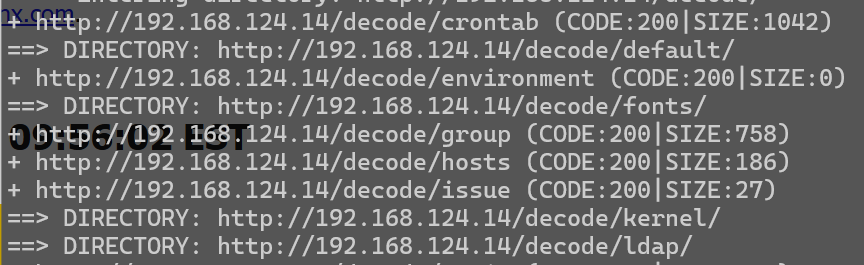 nx.com
+ http://192.168.124.14/decode/crontab (CODE:200|SIZE:1042)
==> DIRECTORY: http://192.168.124.14/decode/default/
+ http://192.168.124.14/decode/environment (CODE:200|SIZE:0)
==> DIRECTORY: http://192.168.124.14/decode/fonts/
09:56:02 EST
+ http://192.168.124.14/decode/group (CODE:200|SIZE:758)
+ http://192.168.124.14/decode/hosts (CODE:200|SIZE:186)
+ http://192.168.124.14/decode/issue (CODE:200|SIZE:27)
==> DIRECTORY: http://192.168.124.14/decode/kernel/
==> DIRECTORY: http://192.168.124.14/decode/ldap/